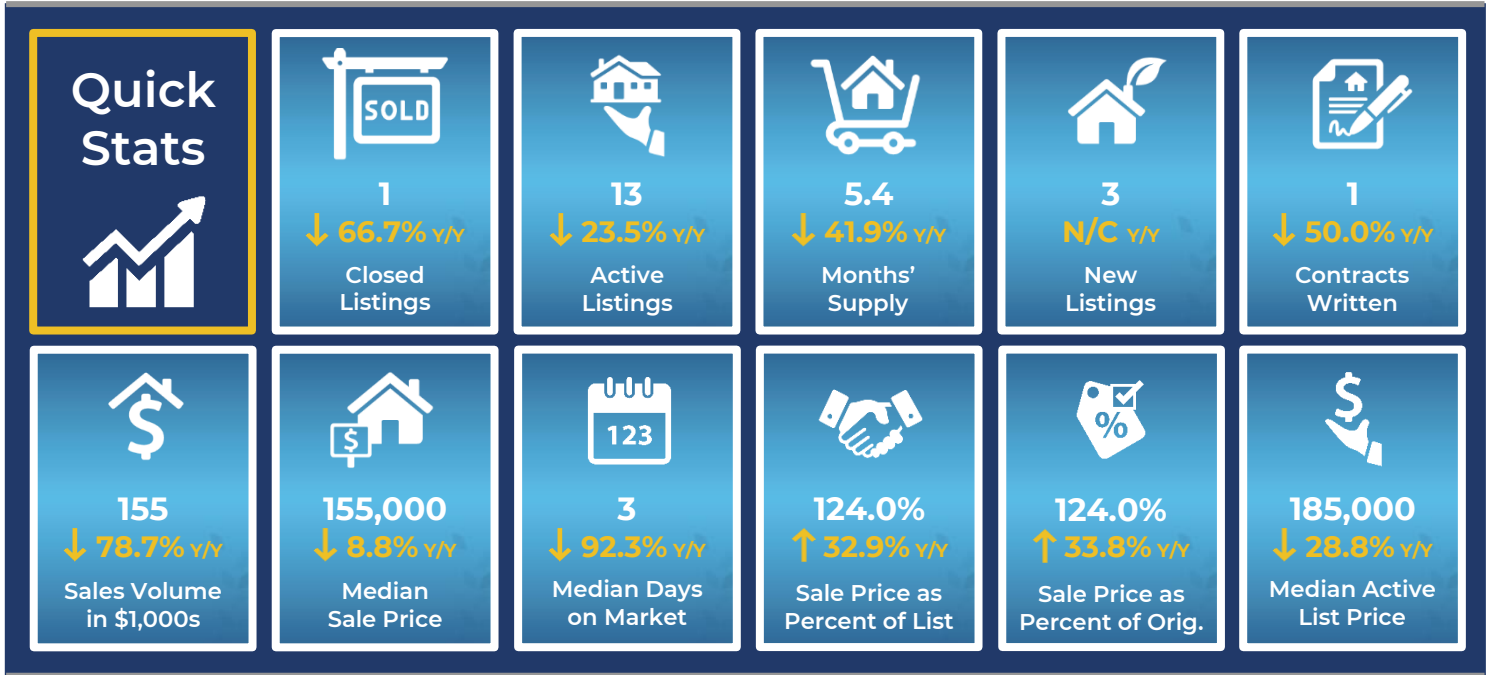 Quick
Stats
SOLD
1
↓ 66.7% Y/Y
Closed
Listings
13
↓ 23.5% Y/Y
Active
Listings
5.4
↓ 41.9% Y/Y
Months’
Supply
3
N/C Y/Y
New
Listings
1
↓ 50.0% Y/Y
Contracts
Written
$
155
↓ 78.7% Y/Y
Sales Volume
in $1,000s
$
155,000
↓ 8.8% Y/Y
Median
Sale Price
123
3
↓ 92.3% Y/Y
Median Days
on Market
124.0%
↑ 32.9% Y/Y
Sale Price as
Percent of List
%
124.0%
↑ 33.8% Y/Y
Sale Price as
Percent of Orig.
$
185,000
↓ 28.8% Y/Y
Median Active
List Price